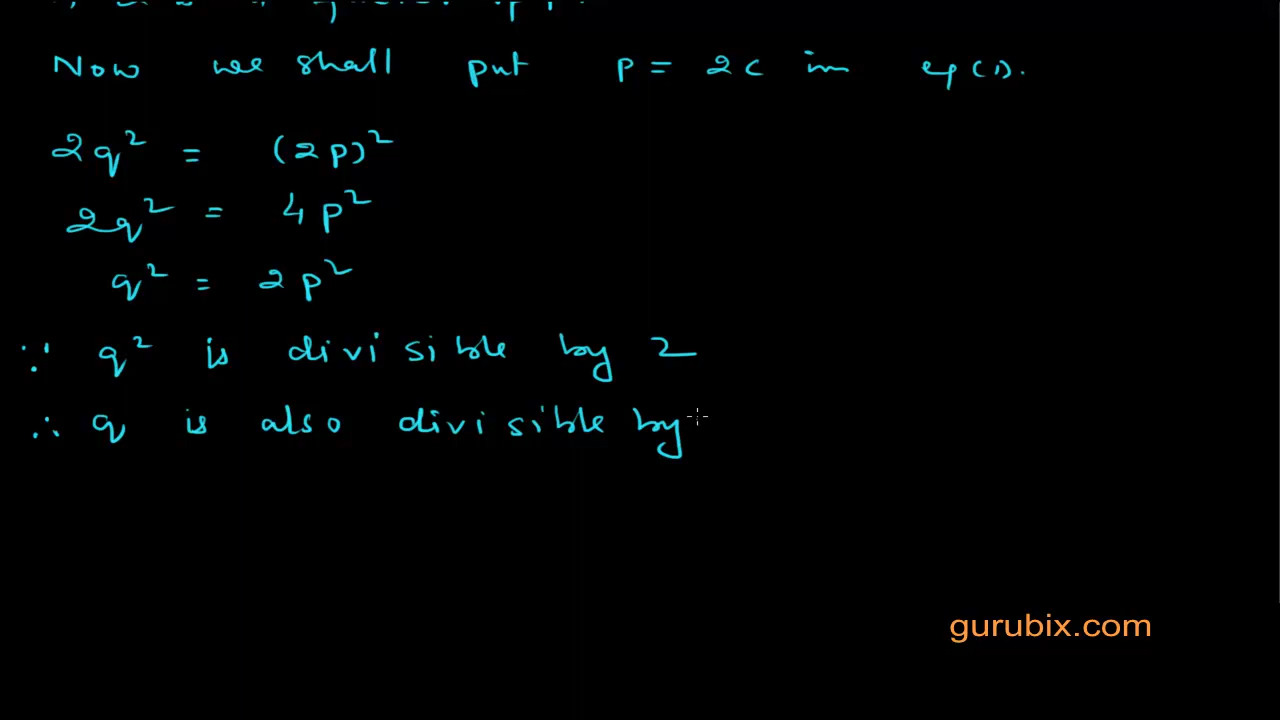 Now we shall put p = 2c in eq(1).
2q² = (2p)²
2q² = 4p²
q² = 2p²
∵ q² is divisible by 2
∴ q is also divisible by
gurubix.com